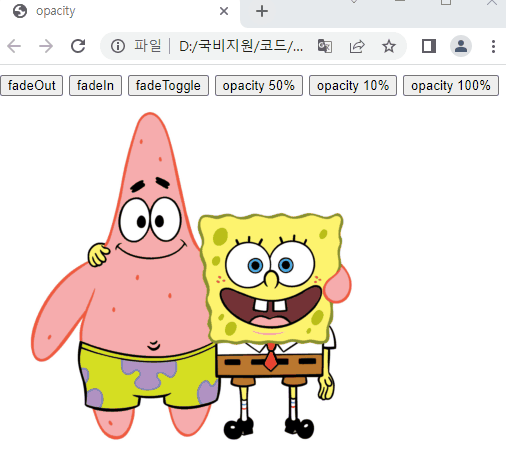 opacity
파일 D:/국비지원/코드/...
fadeOut fadeIn fadeToggle opacity 50% opacity 10% opacity 100%